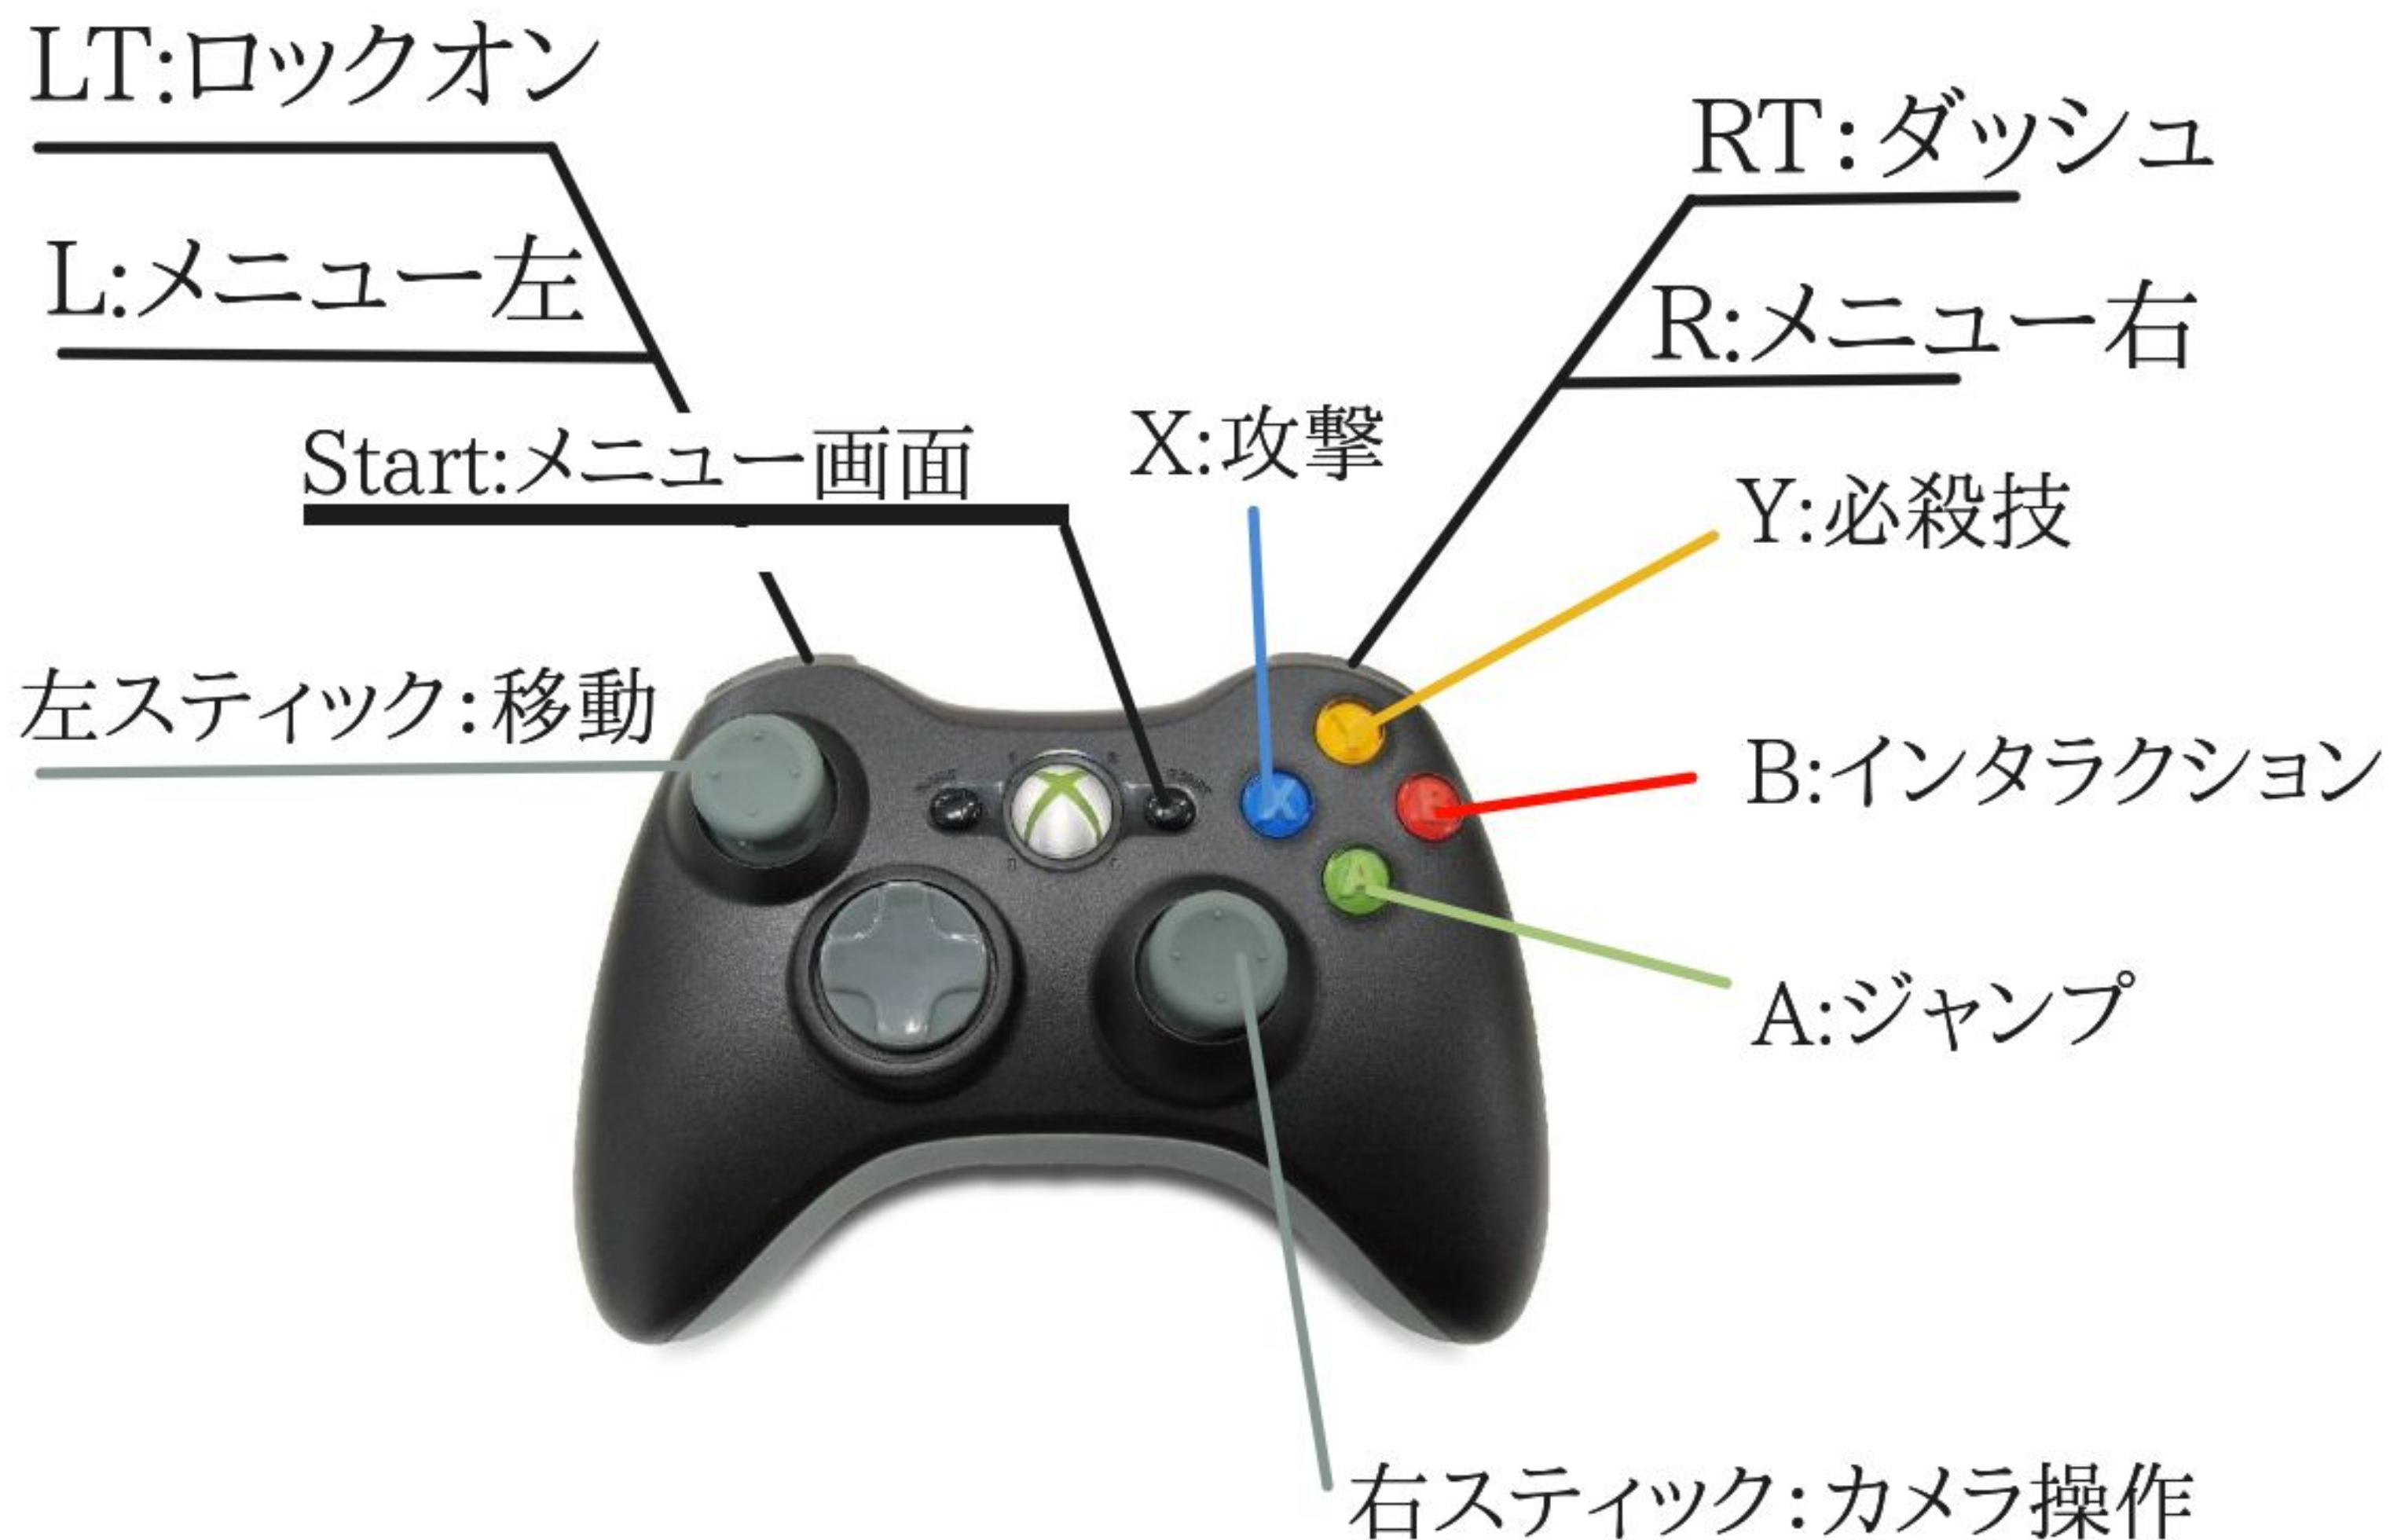 LT:ロックオン
RT:ダッシュ
L:メニュー左
R:メニュー右
Start:メニュー画面
X:攻撃
Y:必殺技
左スティック:移動
B:インタラクション
A:ジャンプ
右スティック:カメラ操作
Y
X
B
A